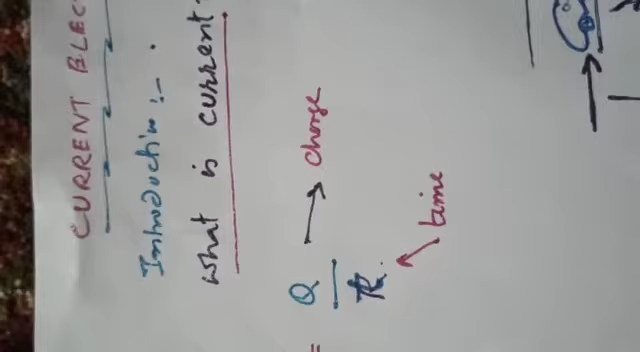 CURRENT ELEC
Introduction:- .
What is current-
= Q → charge
t. ← time